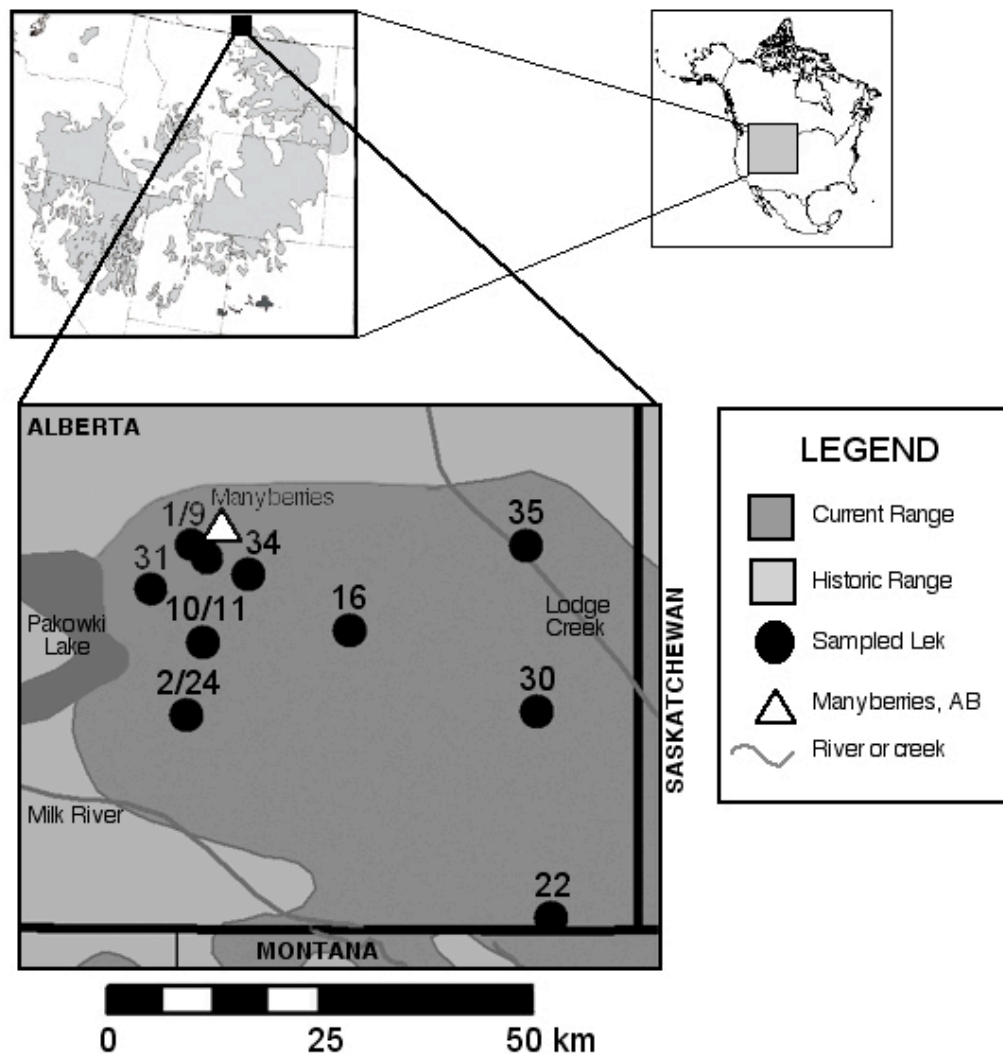 ALBERTA
Manyberries
1/9
34
35
31
10/11
16
Pakowki
Lake
Lodge
Creek
2/24
30
SASKATCHEWAN
Milk River
22
MONTANA
0
25
50 km
LEGEND
Current Range
Historic Range
Sampled Lek
Manyberries, AB
River or creek